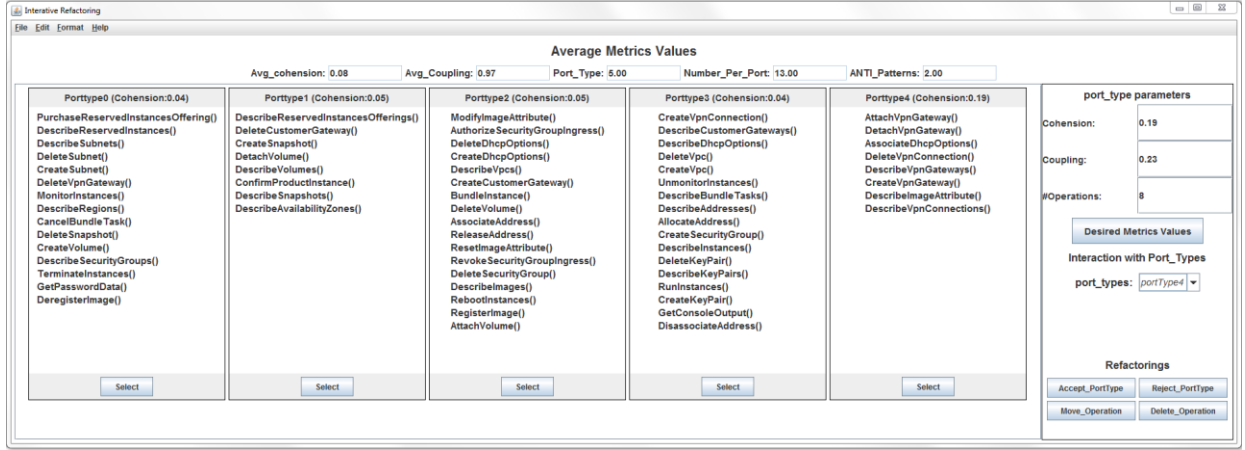 Interative Refactoring
File Edit Format Help
Average Metrics Values
Avg_cohension: 0.08 Avg_Coupling: 0.97 Port_Type: 5.00 Number_Per_Port: 13.00 ANTI_Patterns: 2.00
Porttype0 (Cohension:0.04)
PurchaseReservedInstancesOffering()
DescribeReservedInstances()
DescribeSubnets()
DeleteSubnet()
CreateSubnet()
DeleteVpnGateway()
MonitorInstances()
DescribeRegions()
CancelBundleTask()
DeleteSnapshot()
CreateVolume()
DescribeSecurityGroups()
TerminateInstances()
GetPasswordData()
DeregisterImage()
Select
Porttype1 (Cohension:0.05)
DescribeReservedInstancesOfferings()
DeleteCustomerGateway()
CreateSnapshot()
DetachVolume()
DescribeVolumes()
ConfirmProductInstance()
DescribeSnapshots()
DescribeAvailabilityZones()
Select
Porttype2 (Cohension:0.05)
ModifyImageAttribute()
AuthorizeSecurityGroupIngress()
DeleteDhcpOptions()
CreateDhcpOptions()
DescribeVpcs()
CreateCustomerGateway()
BundleInstance()
DeleteVolume()
AssociateAddress()
ReleaseAddress()
ResetImageAttribute()
RevokeSecurityGroupIngress()
DeleteSecurityGroup()
DescribeImages()
RebootInstances()
RegisterImage()
AttachVolume()
Select
Porttype3 (Cohension:0.04)
CreateVpnConnection()
DescribeCustomerGateways()
DescribeDhcpOptions()
DeleteVpc()
CreateVpc()
UnmonitorInstances()
DescribeBundleTasks()
DescribeAddresses()
AllocateAddress()
CreateSecurityGroup()
DescribeInstances()
DeleteKeyPair()
DescribeKeyPairs()
RunInstances()
CreateKeyPair()
GetConsoleOutput()
DisassociateAddress()
Select
Porttype4 (Cohension:0.19)
AttachVpnGateway()
DetachVpnGateway()
AssociateDhcpOptions()
DeleteVpnConnection()
DescribeVpnGateways()
CreateVpnGateway()
DescribeImageAttribute()
DescribeVpnConnections()
Select
port_type parameters
Cohension: 0.19
Coupling: 0.23
#Operations: 8
Desired Metrics Values
Interaction with Port_Types
port_types: portType4
Refactorings
Accept_PortType Reject_PortType
Move_Operation Delete_Operation